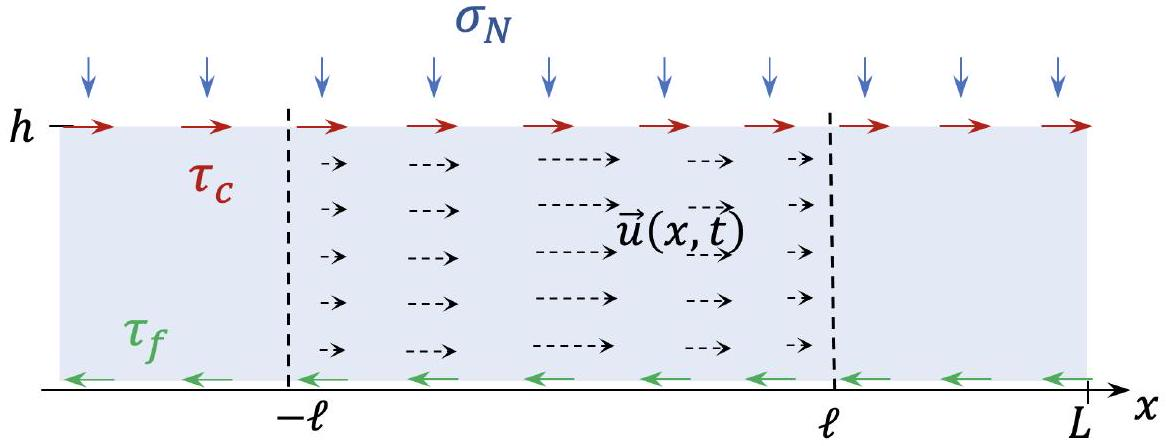 σ_N
h
τ_c
u⃗(x, t)
τ_f
−ℓ
ℓ
L
x